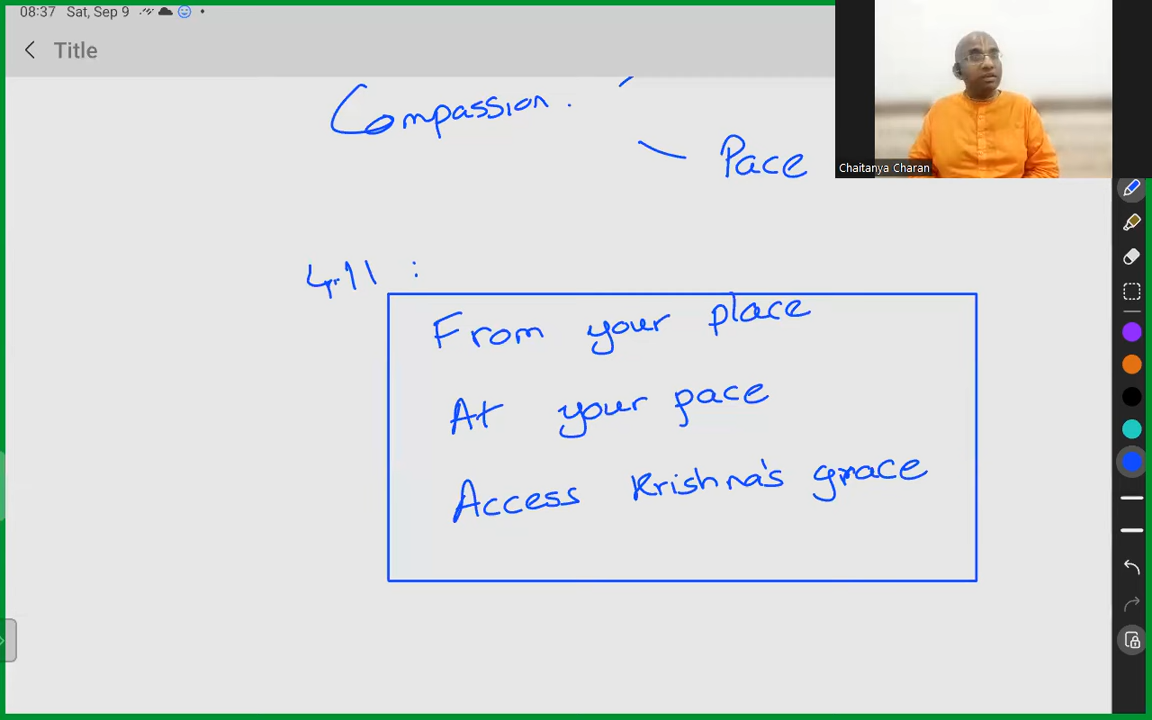 08:37 Sat, Sep 9
Title
Compassion.
Pace
Chaitanya Charan
4.11 :
From your place
At your pace
Access Krishna's grace